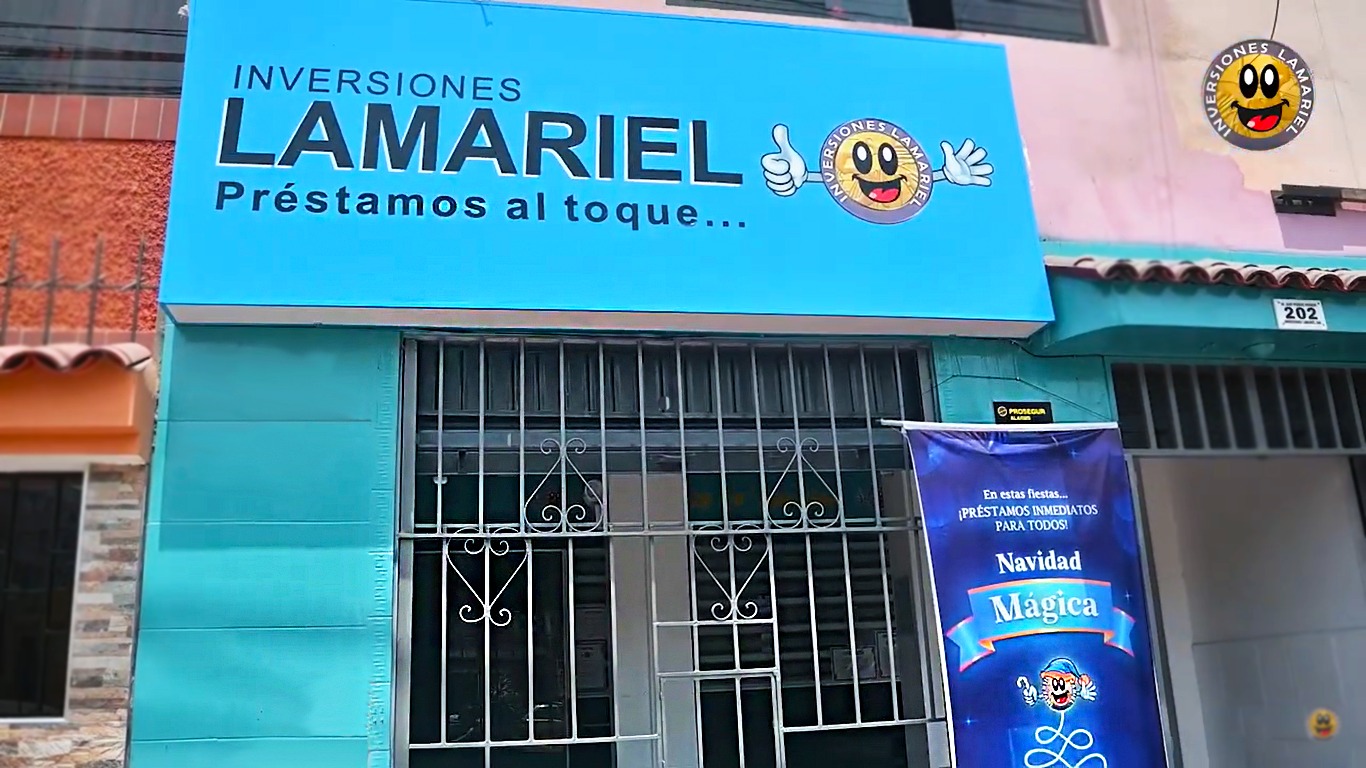 INVERSIONES
LAMARIEL
Préstamos al toque...
INVERSIONES LAMARIEL
INVERSIONES LAMARIEL
202
PROSEGUR
ALARMS
En estas fiestas...
¡PRÉSTAMOS INMEDIATOS
PARA TODOS!
Navidad
Mágica